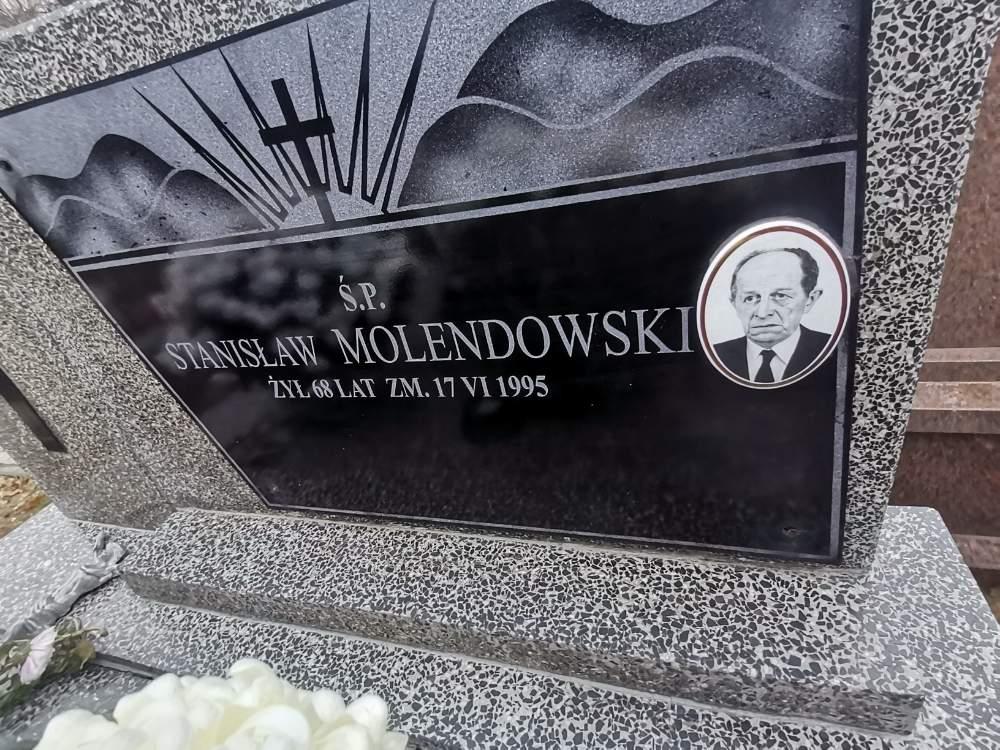 Ś.P.
STANISŁAW MOLENDOWSKI
ŻYŁ 68 LAT ZM. 17 VI 1995